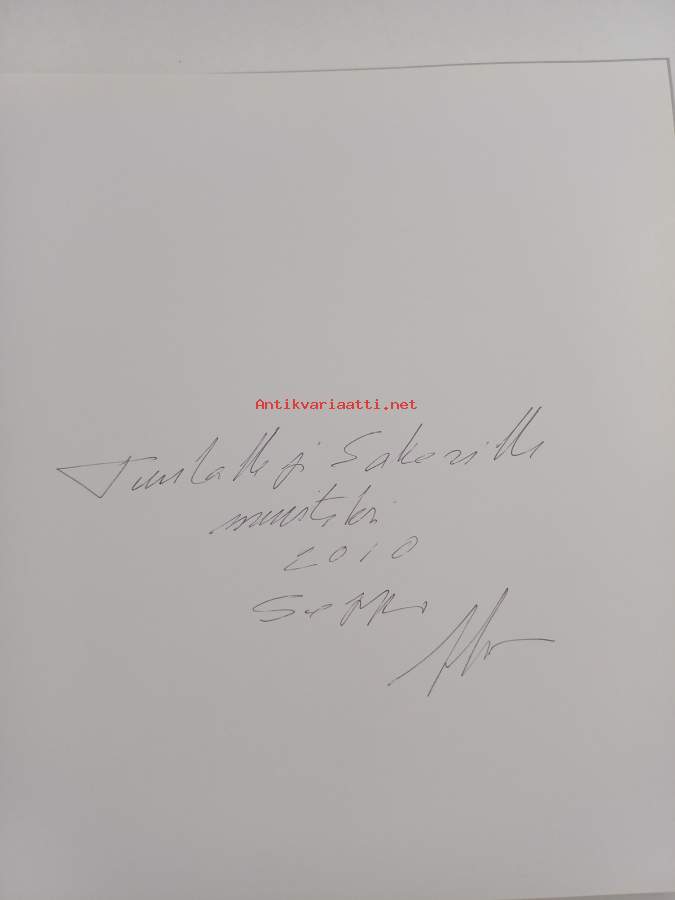 Antikvariaatti.net
Tuulalle ja Sakarille
muistoksi
2010
Seppo